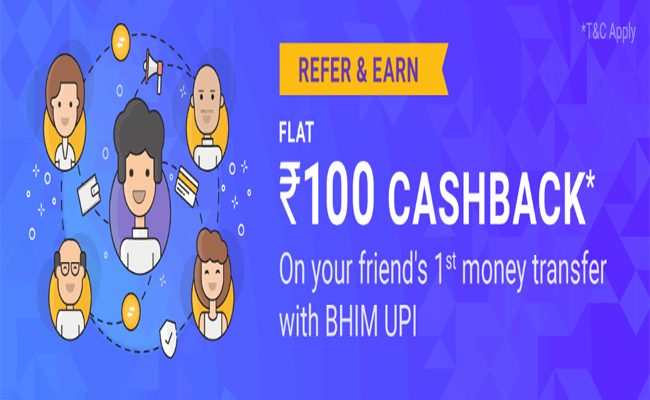 *T&C Apply
REFER & EARN
FLAT
₹100 CASHBACK*
On your friend's 1st money transfer
with BHIM UPI